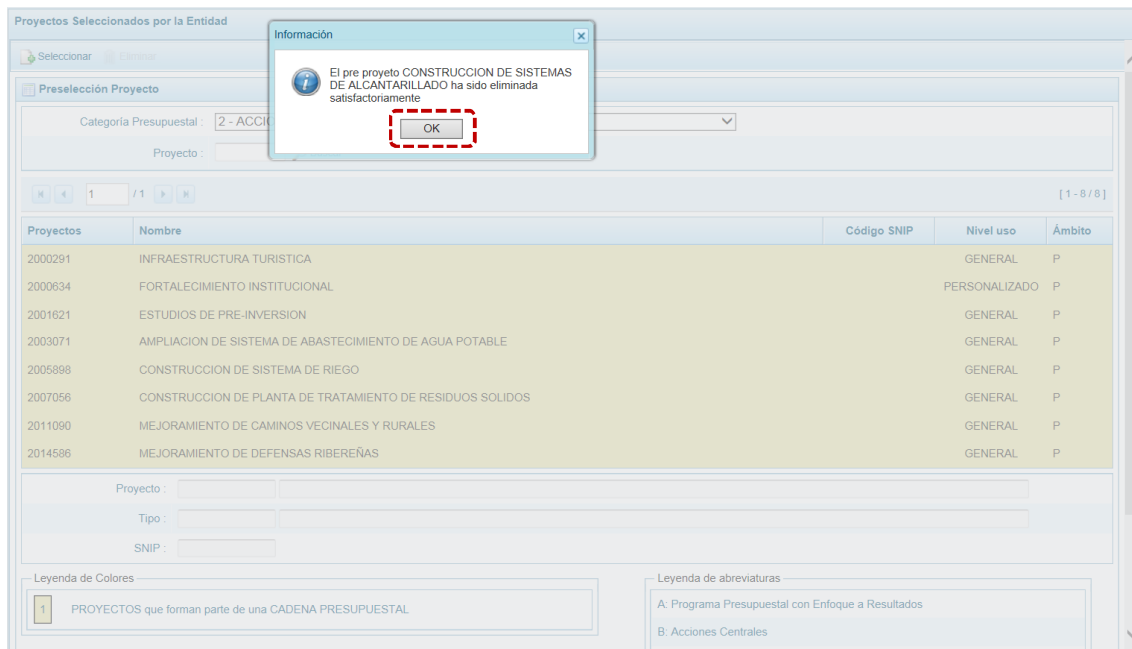 Proyectos Seleccionados por la Entidad
Seleccionar Eliminar
Información
El pre proyeto CONSTRUCCION DE SISTEMAS
DE ALCANTARILLADO ha sido eliminada
satisfactoriamente
OK
Preselección Proyecto
Categoría Presupuestal : 2 - ACCI
Proyecto :
1 / 1 [ 1 - 8 / 8 ]
Proyectos Nombre Código SNIP Nivel uso Ámbito
2000291 INFRAESTRUCTURA TURISTICA GENERAL P
2000634 FORTALECIMIENTO INSTITUCIONAL PERSONALIZADO P
2001621 ESTUDIOS DE PRE-INVERSION GENERAL P
2003071 AMPLIACION DE SISTEMA DE ABASTECIMIENTO DE AGUA POTABLE GENERAL P
2005898 CONSTRUCCION DE SISTEMA DE RIEGO GENERAL P
2007056 CONSTRUCCION DE PLANTA DE TRATAMIENTO DE RESIDUOS SOLIDOS GENERAL P
2011090 MEJORAMIENTO DE CAMINOS VECINALES Y RURALES GENERAL P
2014586 MEJORAMIENTO DE DEFENSAS RIBEREÑAS GENERAL P
Proyecto :
Tipo :
SNIP :
Leyenda de Colores
1 PROYECTOS que forman parte de una CADENA PRESUPUESTAL
Leyenda de abreviaturas
A: Programa Presupuestal con Enfoque a Resultados
B: Acciones Centrales